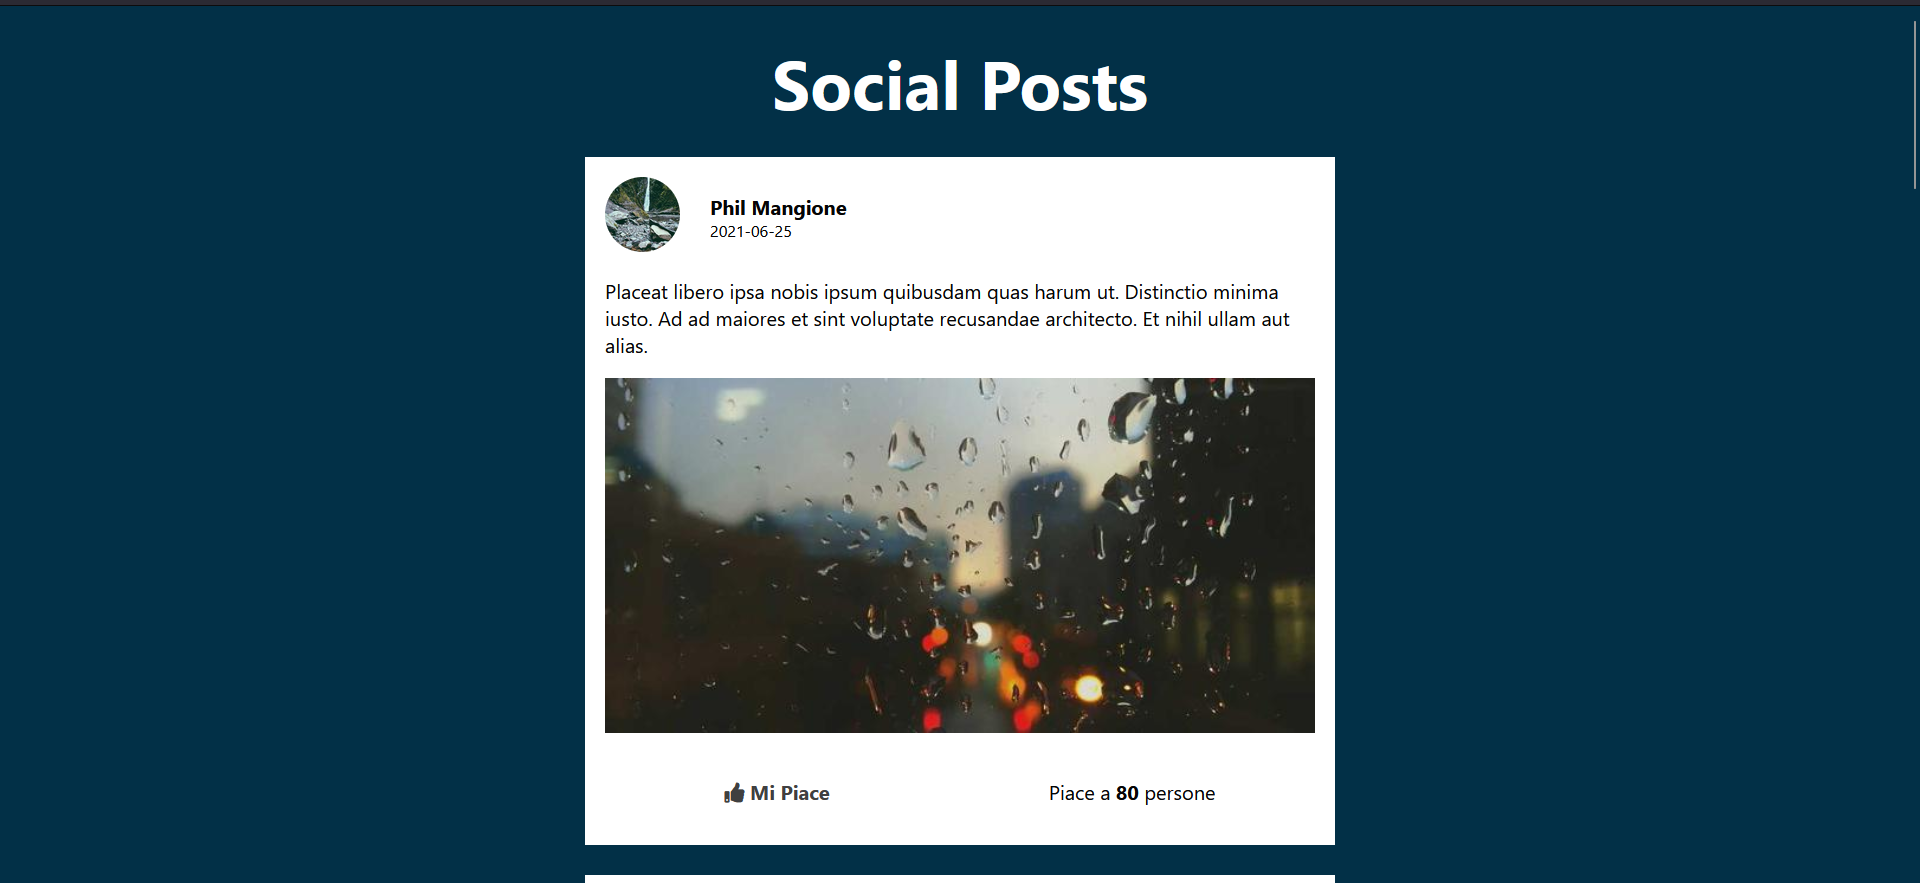 Social Posts
Phil Mangione
2021-06-25
Placeat libero ipsa nobis ipsum quibusdam quas harum ut. Distinctio minima
iusto. Ad ad maiores et sint voluptate recusandae architecto. Et nihil ullam aut
alias.
Mi Piace
Piace a 80 persone